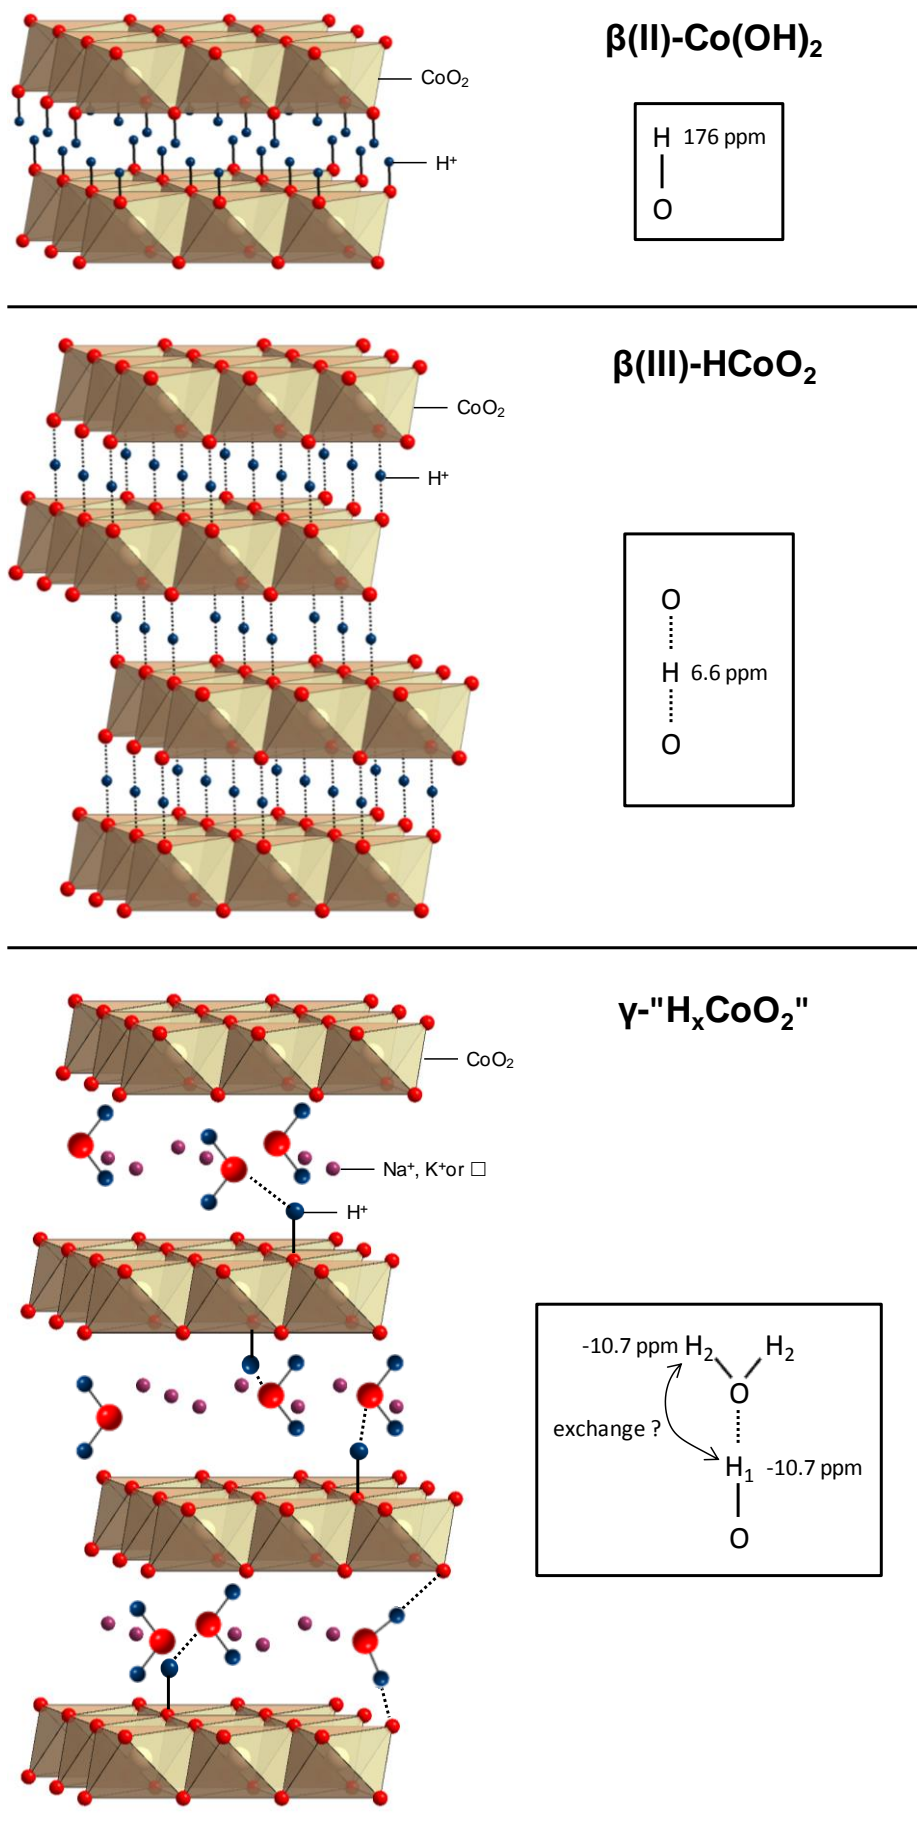 β(II)-Co(OH)₂
CoO₂
H⁺
H 176 ppm
O
β(III)-HCoO₂
CoO₂
H⁺
O
H 6.6 ppm
O
γ-"HₓCoO₂"
CoO₂
Na⁺, K⁺or □
H⁺
-10.7 ppm H₂ H₂
O
exchange ?
H₁ -10.7 ppm
O